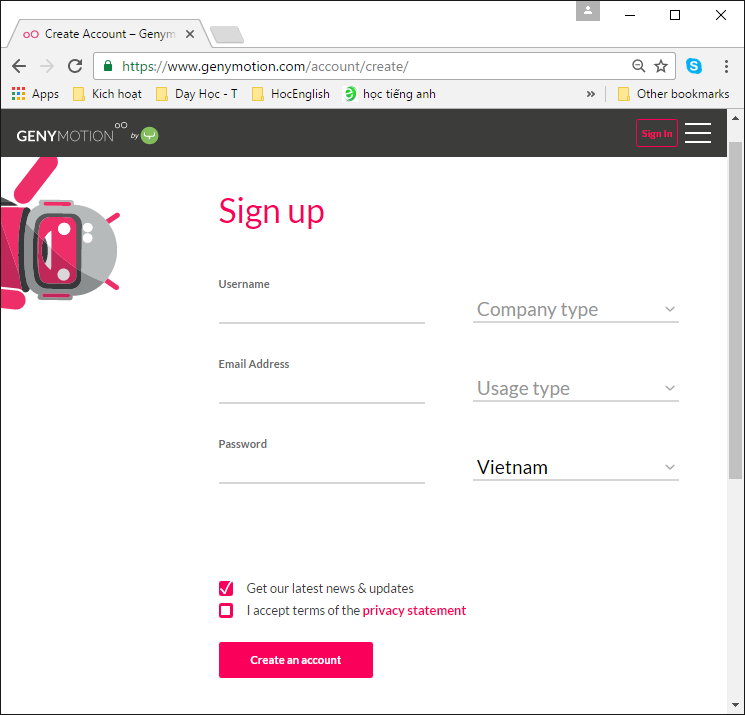 Create Account – Genym
https://www.genymotion.com/account/create/
Apps Kich hoạt Dạy Học - T HocEnglish học tiếng anh » Other bookmarks
GENYMOTION by Sign In
Sign up
Username
Company type
Email Address
Usage type
Password
Vietnam
Get our latest news & updates
I accept terms of the privacy statement
Create an account